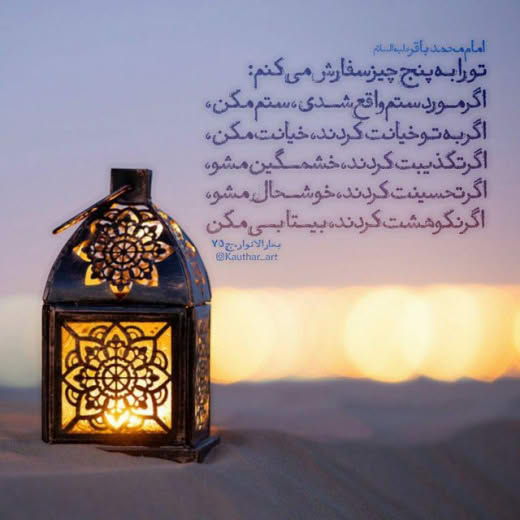 امام محمد باقر علیه‌السلام
تو را به پنج چیز سفارش می‌کنم:
اگر مورد ستم واقع شدی، ستم مکن،
اگر به تو خیانت کردند، خیانت مکن،
اگر تکذیبت کردند، خشمگین مشو،
اگر تحسینت کردند، خوشحال مشو،
اگر نکوهشت کردند، بیتابی مکن
بحارالانوار، ج ۷۵
@Kauthar_art